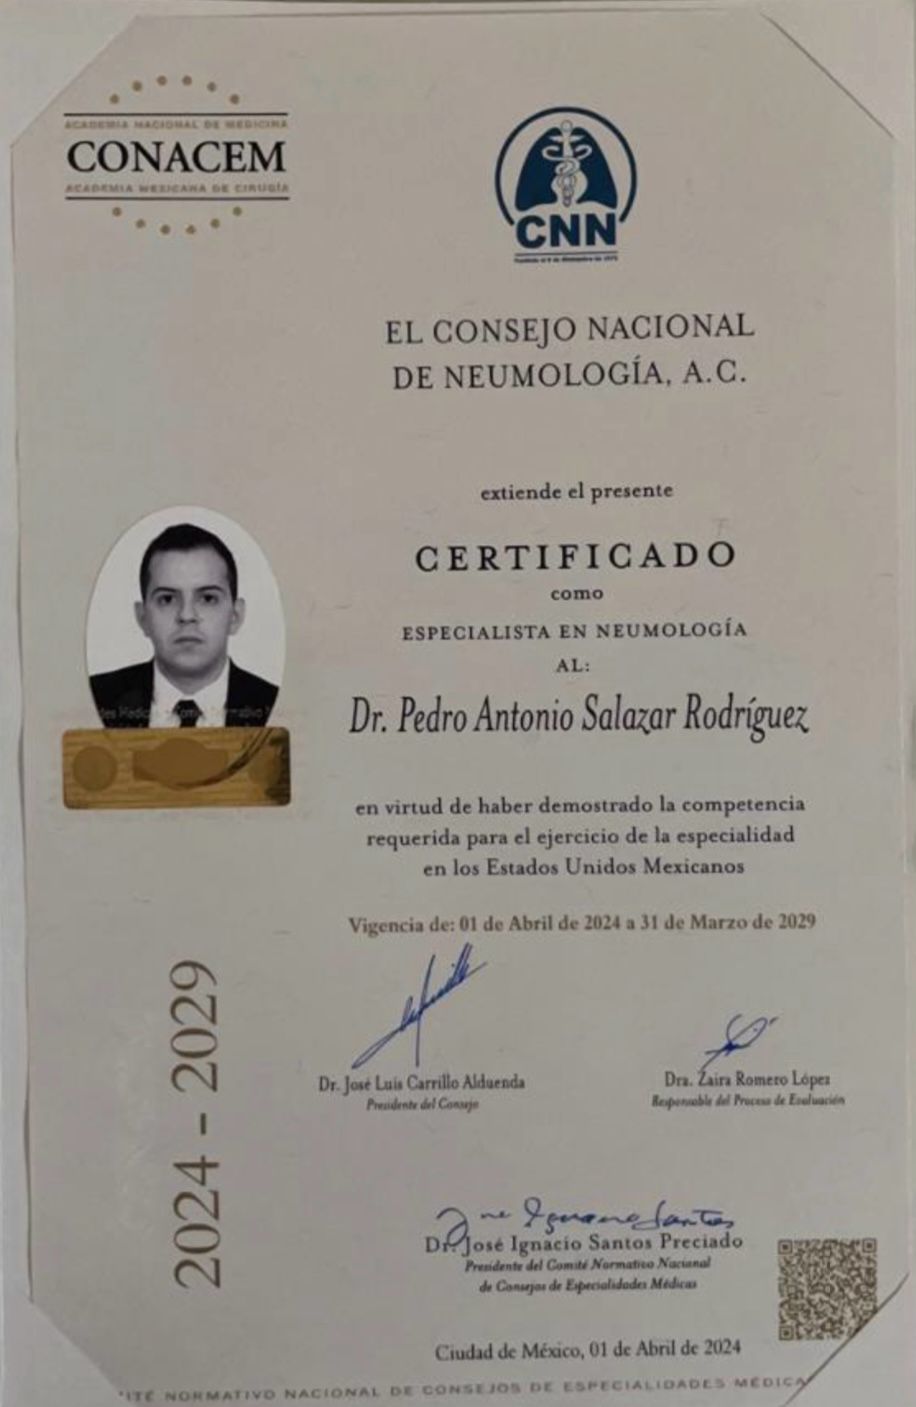 ACADEMIA NACIONAL DE MEDICINA
CONACEM
ACADEMIA MEXICANA DE CIRUGÍA
CNN
EL CONSEJO NACIONAL
DE NEUMOLOGÍA, A.C.
extiende el presente
CERTIFICADO
como
ESPECIALISTA EN NEUMOLOGÍA
AL:
Dr. Pedro Antonio Salazar Rodríguez
en virtud de haber demostrado la competencia
requerida para el ejercicio de la especialidad
en los Estados Unidos Mexicanos
Vigencia de: 01 de Abril de 2024 a 31 de Marzo de 2029
2024 - 2029
Dr. José Luis Carrillo Alduenda
Presidente del Consejo
Dra. Zaira Romero López
Responsable del Proceso de Evaluación
Dr. José Ignacio Santos Preciado
Presidente del Comité Normativo Nacional
de Consejos de Especialidades Médicas
Ciudad de México, 01 de Abril de 2024
ITÉ NORMATIVO NACIONAL DE CONSEJOS DE ESPECIALIDADES MÉDICA